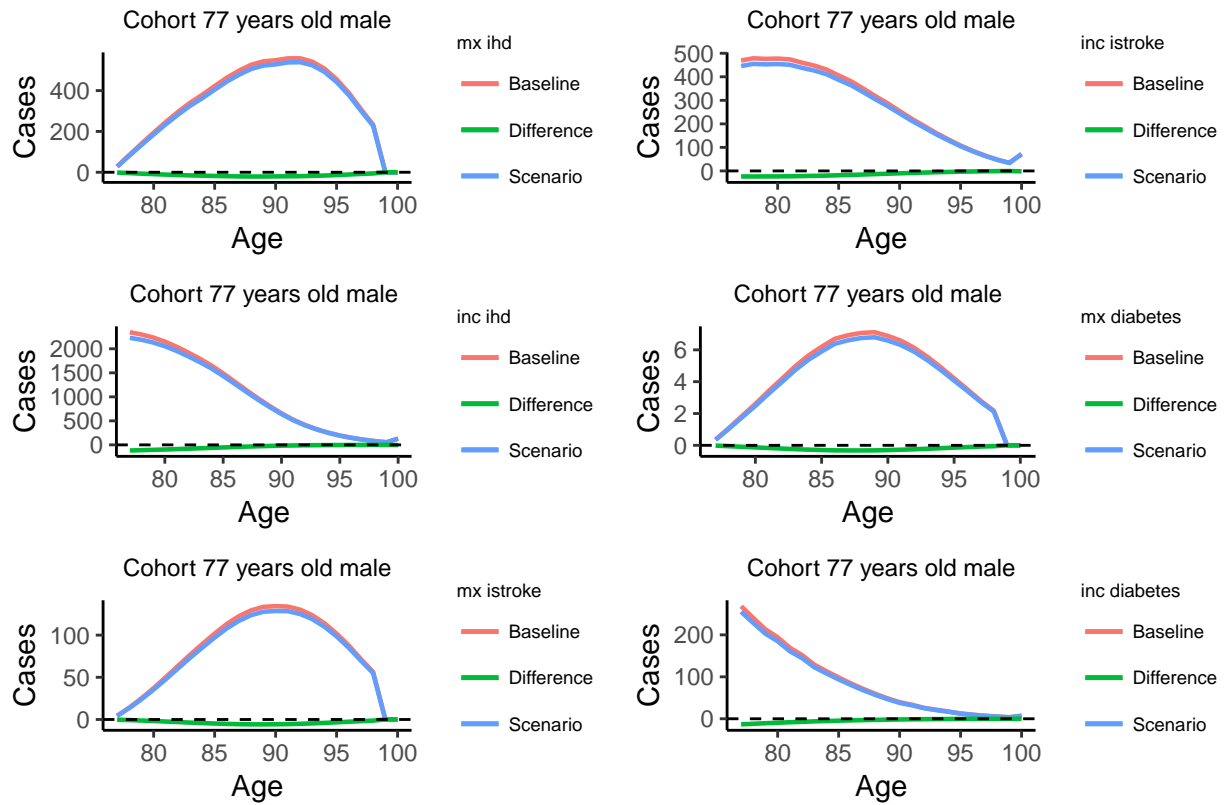 Cohort 77 years old male
mx ihd
Baseline
Difference
Scenario
Cases
400
200
0
80 85 90 95 100
Age
Cohort 77 years old male
inc istroke
Baseline
Difference
Scenario
Cases
500
400
300
200
100
0
80 85 90 95 100
Age
Cohort 77 years old male
inc ihd
Baseline
Difference
Scenario
Cases
2000
1500
1000
500
0
80 85 90 95 100
Age
Cohort 77 years old male
mx diabetes
Baseline
Difference
Scenario
Cases
6
4
2
0
80 85 90 95 100
Age
Cohort 77 years old male
mx istroke
Baseline
Difference
Scenario
Cases
100
50
0
80 85 90 95 100
Age
Cohort 77 years old male
inc diabetes
Baseline
Difference
Scenario
Cases
200
100
0
80 85 90 95 100
Age